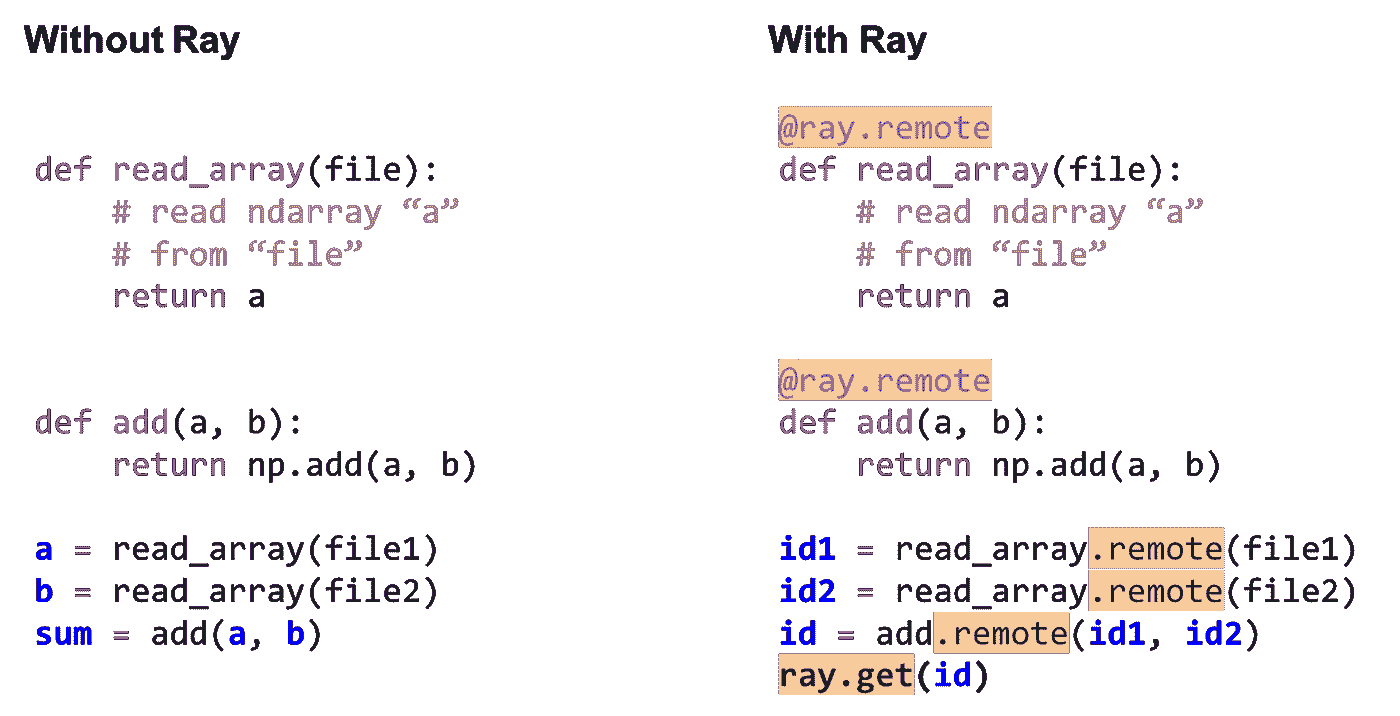 Without Ray
def read_array(file):
    # read ndarray “a”
    # from “file”
    return a
def add(a, b):
    return np.add(a, b)
a = read_array(file1)
b = read_array(file2)
sum = add(a, b)
With Ray
@ray.remote
def read_array(file):
    # read ndarray “a”
    # from “file”
    return a
@ray.remote
def add(a, b):
    return np.add(a, b)
id1 = read_array.remote(file1)
id2 = read_array.remote(file2)
id = add.remote(id1, id2)
ray.get(id)